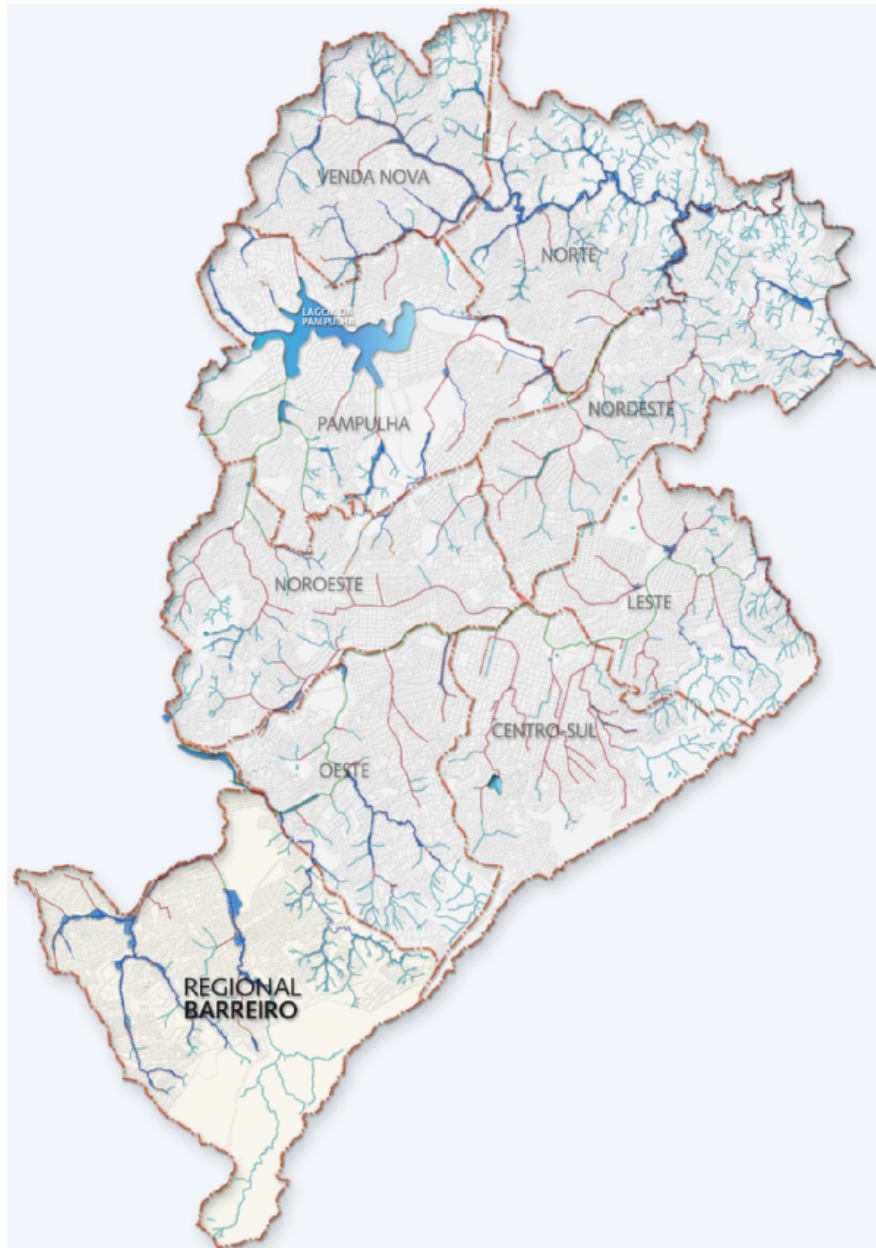 VENDA NOVA
NORTE
LAGOA DA
PAMPULHA
PAMPULHA
NORDESTE
NOROESTE
LESTE
CENTRO-SUL
OESTE
REGIONAL
BARREIRO